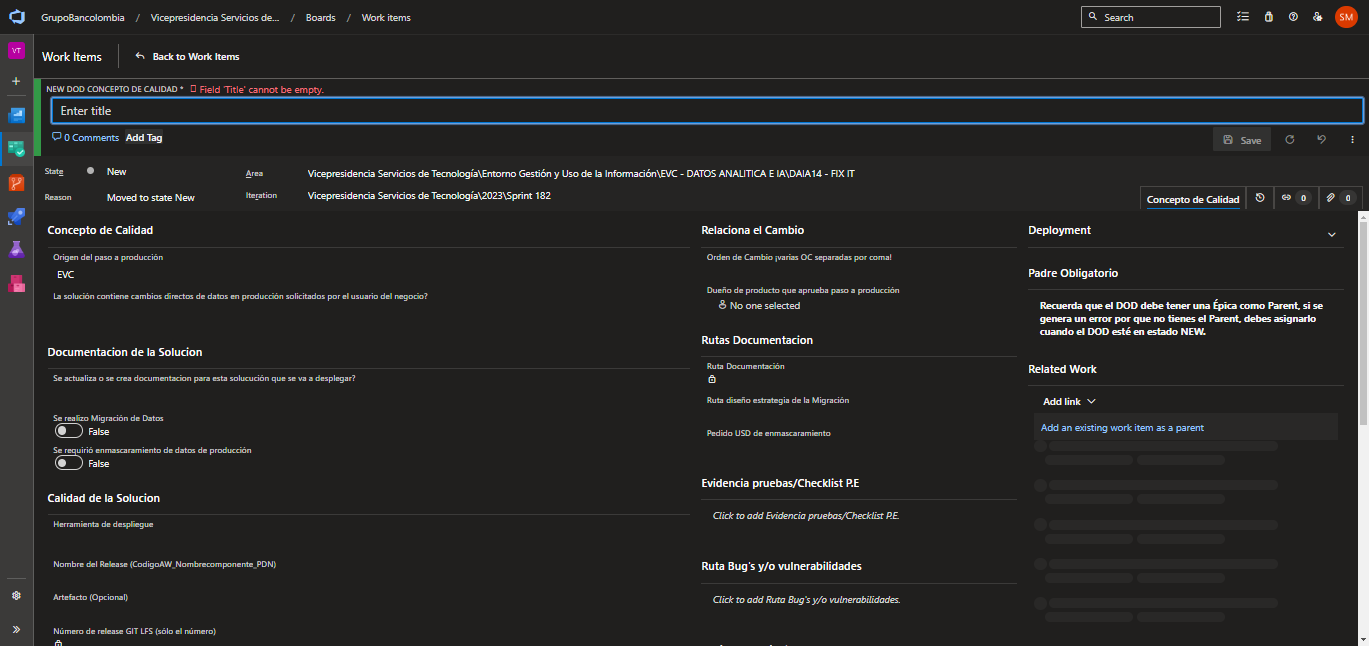 GrupoBancolombia / Vicepresidencia Servicios de... / Boards / Work items
Search
SM
VT
Work Items
Back to Work Items
NEW DOD CONCEPTO DE CALIDAD * Field 'Title' cannot be empty.
Enter title
0 Comments Add Tag
Save
State New
Reason Moved to state New
Area Vicepresidencia Servicios de Tecnología\Entorno Gestión y Uso de la Información\EVC - DATOS ANALITICA E IA\DAIA14 - FIX IT
Iteration Vicepresidencia Servicios de Tecnología\2023\Sprint 182
Concepto de Calidad 0 0
Concepto de Calidad
Origen del paso a producción
EVC
La solución contiene cambios directos de datos en producción solicitados por el usuario del negocio?
Documentacion de la Solucion
Se actualiza o se crea documentacion para esta solucución que se va a desplegar?
Se realizo Migración de Datos
False
Se requirió enmascaramiento de datos de producción
False
Calidad de la Solucion
Herramienta de despliegue
Nombre del Release (CodigoAW_Nombrecomponente_PDN)
Artefacto (Opcional)
Número de release GIT LFS (sólo el número)
Relaciona el Cambio
Orden de Cambio ¡varias OC separadas por coma!
Dueño de producto que aprueba paso a producción
No one selected
Rutas Documentacion
Ruta Documentación
Ruta diseño estrategia de la Migración
Pedido USD de enmascaramiento
Evidencia pruebas/Checklist P.E
Click to add Evidencia pruebas/Checklist P.E.
Ruta Bug's y/o vulnerabilidades
Click to add Ruta Bug's y/o vulnerabilidades.
Deployment
Padre Obligatorio
Recuerda que el DOD debe tener una Épica como Parent, si se
genera un error por que no tienes el Parent, debes asignarlo
cuando el DOD esté en estado NEW.
Related Work
Add link
Add an existing work item as a parent